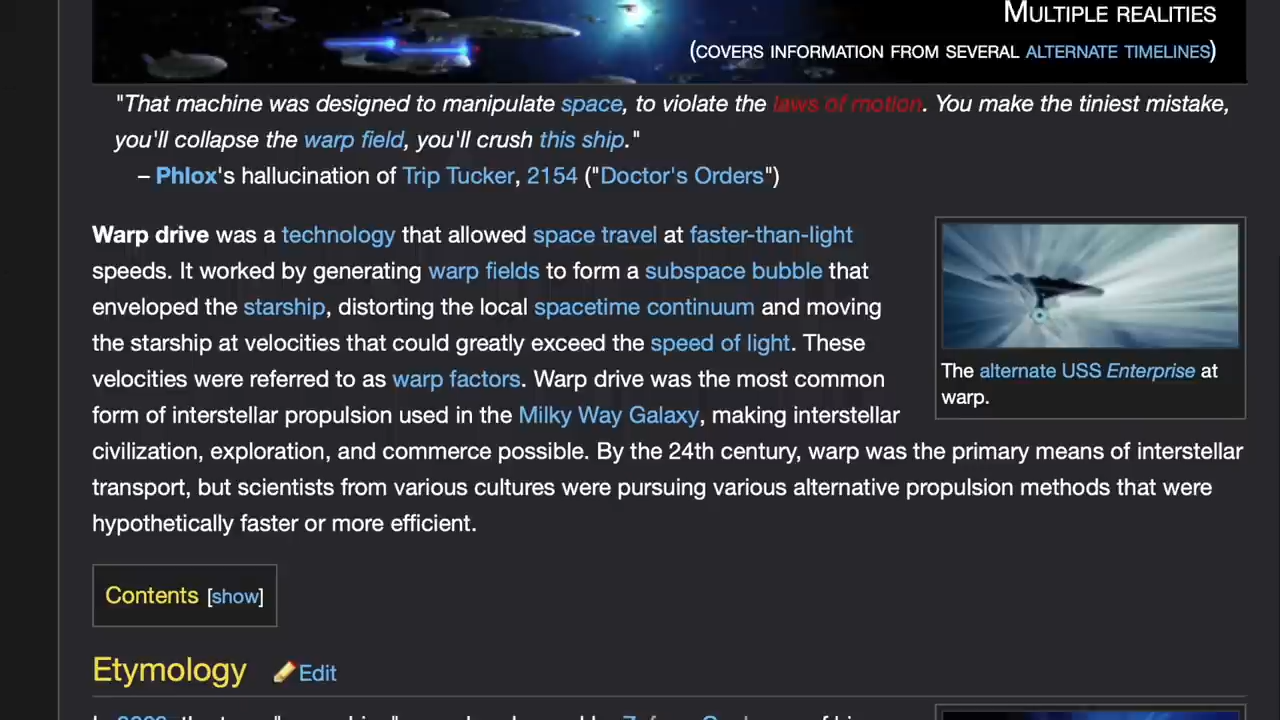 MULTIPLE REALITIES
(COVERS INFORMATION FROM SEVERAL ALTERNATE TIMELINES)
"That machine was designed to manipulate space, to violate the laws of motion. You make the tiniest mistake,
you'll collapse the warp field, you'll crush this ship."
– Phlox's hallucination of Trip Tucker, 2154 ("Doctor's Orders")
Warp drive was a technology that allowed space travel at faster-than-light
speeds. It worked by generating warp fields to form a subspace bubble that
enveloped the starship, distorting the local spacetime continuum and moving
the starship at velocities that could greatly exceed the speed of light. These
velocities were referred to as warp factors. Warp drive was the most common
form of interstellar propulsion used in the Milky Way Galaxy, making interstellar
civilization, exploration, and commerce possible. By the 24th century, warp was the primary means of interstellar
transport, but scientists from various cultures were pursuing various alternative propulsion methods that were
hypothetically faster or more efficient.
The alternate USS Enterprise at
warp.
Contents [show]
Etymology Edit